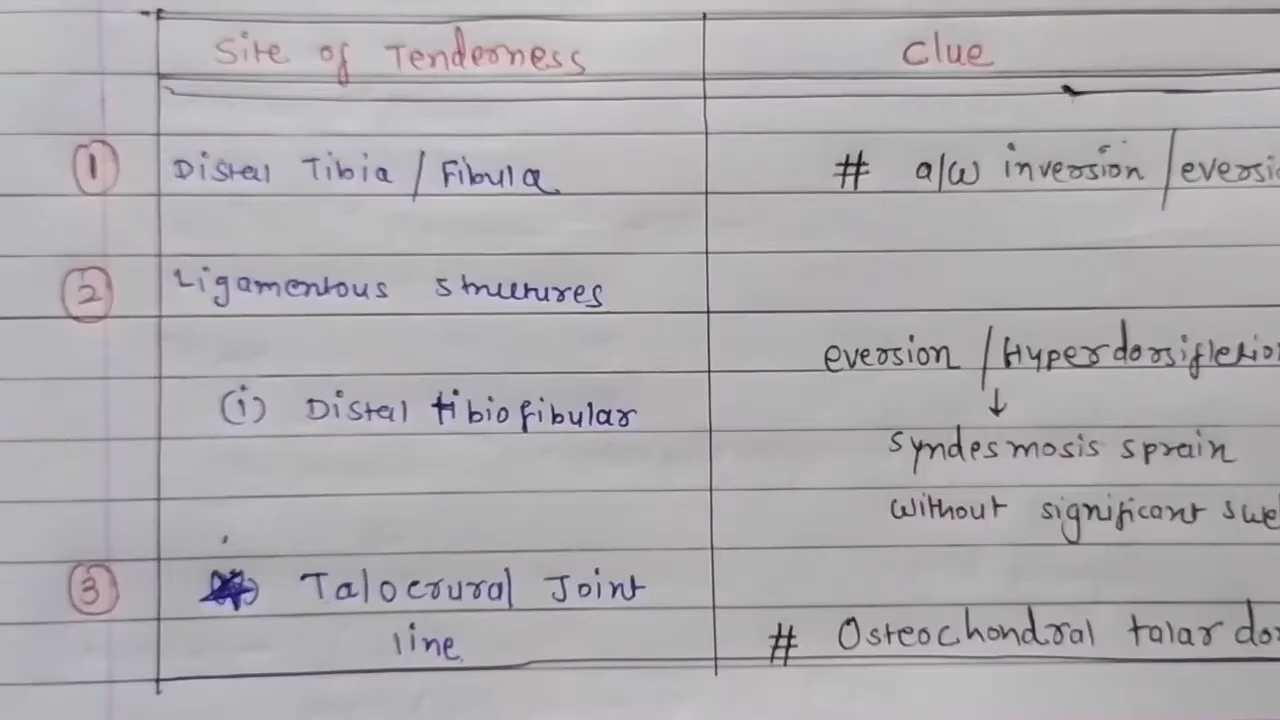 Site of Tenderness Clue
① Distal Tibia / Fibula # a/w inversion / eversi
② Ligamentous structures
eversion / Hyperdorsiflexion
(i) Distal tibiofibular ↓
syndesmosis sprain
without significant swe
③ Talocrural Joint
line # Osteochondral talar do